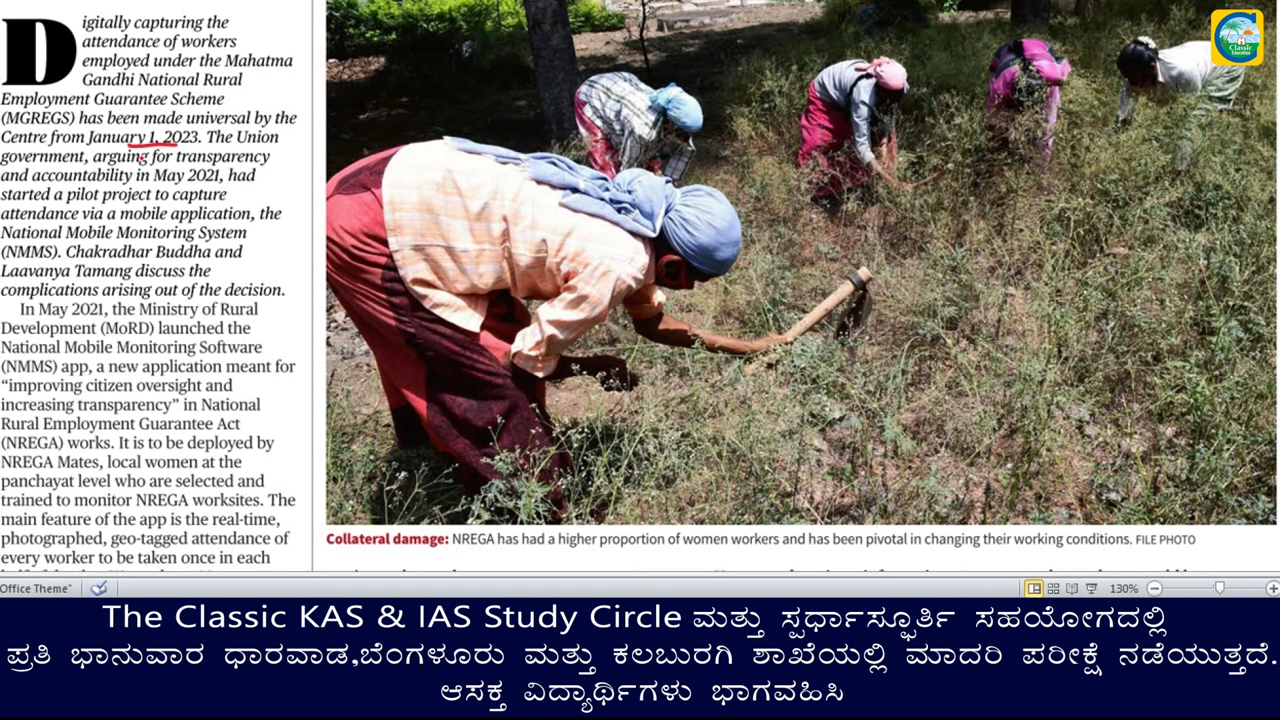 Digitally capturing the
attendance of workers
employed under the Mahatma
Gandhi National Rural
Employment Guarantee Scheme
(MGREGS) has been made universal by the
Centre from January 1, 2023. The Union
government, arguing for transparency
and accountability in May 2021, had
started a pilot project to capture
attendance via a mobile application, the
National Mobile Monitoring System
(NMMS). Chakradhar Buddha and
Laavanya Tamang discuss the
complications arising out of the decision.
In May 2021, the Ministry of Rural
Development (MoRD) launched the
National Mobile Monitoring Software
(NMMS) app, a new application meant for
“improving citizen oversight and
increasing transparency” in National
Rural Employment Guarantee Act
(NREGA) works. It is to be deployed by
NREGA Mates, local women at the
panchayat level who are selected and
trained to monitor NREGA worksites. The
main feature of the app is the real-time,
photographed, geo-tagged attendance of
every worker to be taken once in each
Classic
Education
Collateral damage: NREGA has had a higher proportion of women workers and has been pivotal in changing their working conditions. FILE PHOTO
Office Theme"
130%
The Classic KAS & IAS Study Circle ಮತ್ತು ಸ್ಪರ್ಧಾಸ್ಫೂರ್ತಿ ಸಹಯೋಗದಲ್ಲಿ
ಪ್ರತಿ ಭಾನುವಾರ ಧಾರವಾಡ,ಬೆಂಗಳೂರು ಮತ್ತು ಕಲಬುರಗಿ ಶಾಖೆಯಲ್ಲಿ ಮಾದರಿ ಪರೀಕ್ಷೆ ನಡೆಯುತ್ತದೆ.
ಆಸಕ್ತ ವಿದ್ಯಾರ್ಥಿಗಳು ಭಾಗವಹಿಸಿ